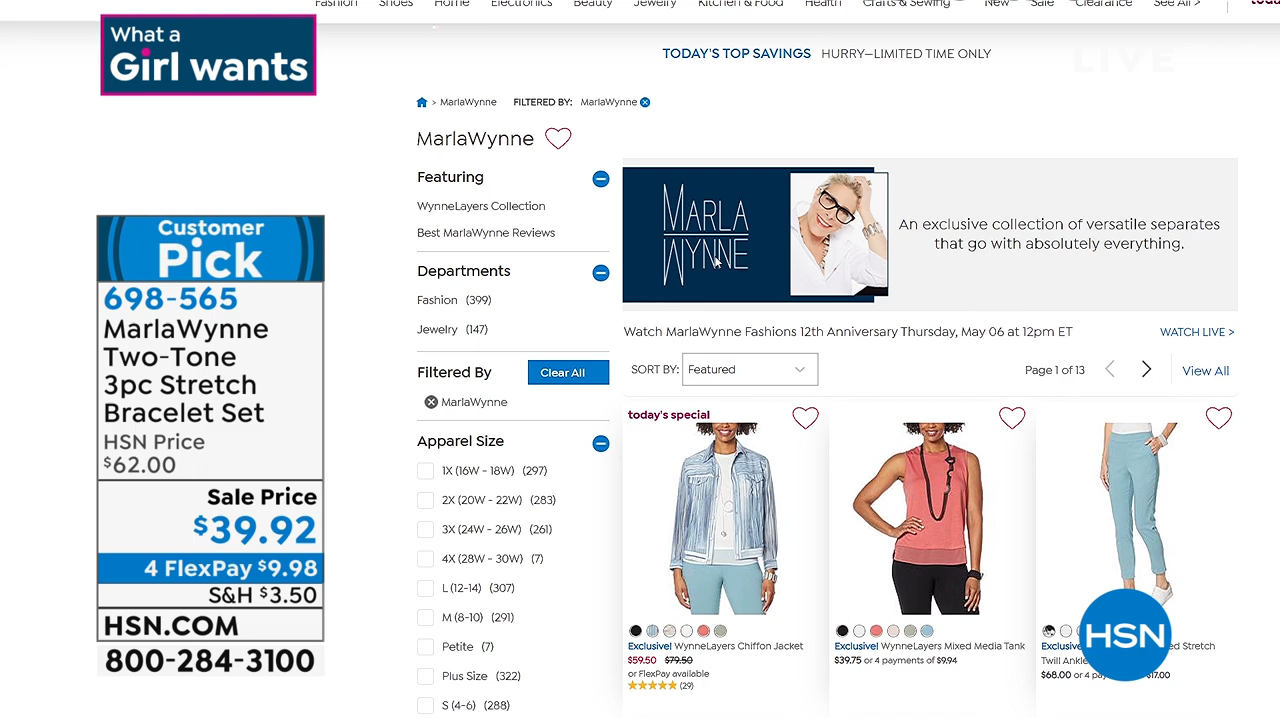 Fashion Shoes Home Electronics Beauty Jewelry Kitchen & Food Health Crafts & Sewing New Sale Clearance See All >
What a
Girl wants
TODAY'S TOP SAVINGS HURRY—LIMITED TIME ONLY
LIVE
> MarlaWynne FILTERED BY: MarlaWynne
MarlaWynne
Featuring
WynneLayers Collection
Best MarlaWynne Reviews
Departments
Fashion (399)
Jewelry (147)
Filtered By Clear All
MarlaWynne
Apparel Size
1X (16W - 18W) (297)
2X (20W - 22W) (283)
3X (24W - 26W) (261)
4X (28W - 30W) (7)
L (12-14) (307)
M (8-10) (291)
Petite (7)
Plus Size (322)
S (4-6) (288)
MARLA
WYNNE
An exclusive collection of versatile separates
that go with absolutely everything.
Watch MarlaWynne Fashions 12th Anniversary Thursday, May 06 at 12pm ET WATCH LIVE >
SORT BY: Featured Page 1 of 13 View All
today's special
Exclusive! WynneLayers Chiffon Jacket
$59.50 $79.50
or FlexPay available
(29)
Exclusive! WynneLayers Mixed Media Tank
$39.75 or 4 payments of $9.94
Stretch
Twill
$68.00 or 4 $17.00
HSN
Customer
Pick
698-565
MarlaWynne
Two-Tone
3pc Stretch
Bracelet Set
HSN Price
$62.00
Sale Price
$39.92
4 FlexPay $9.98
S&H $3.50
HSN.COM
800-284-3100